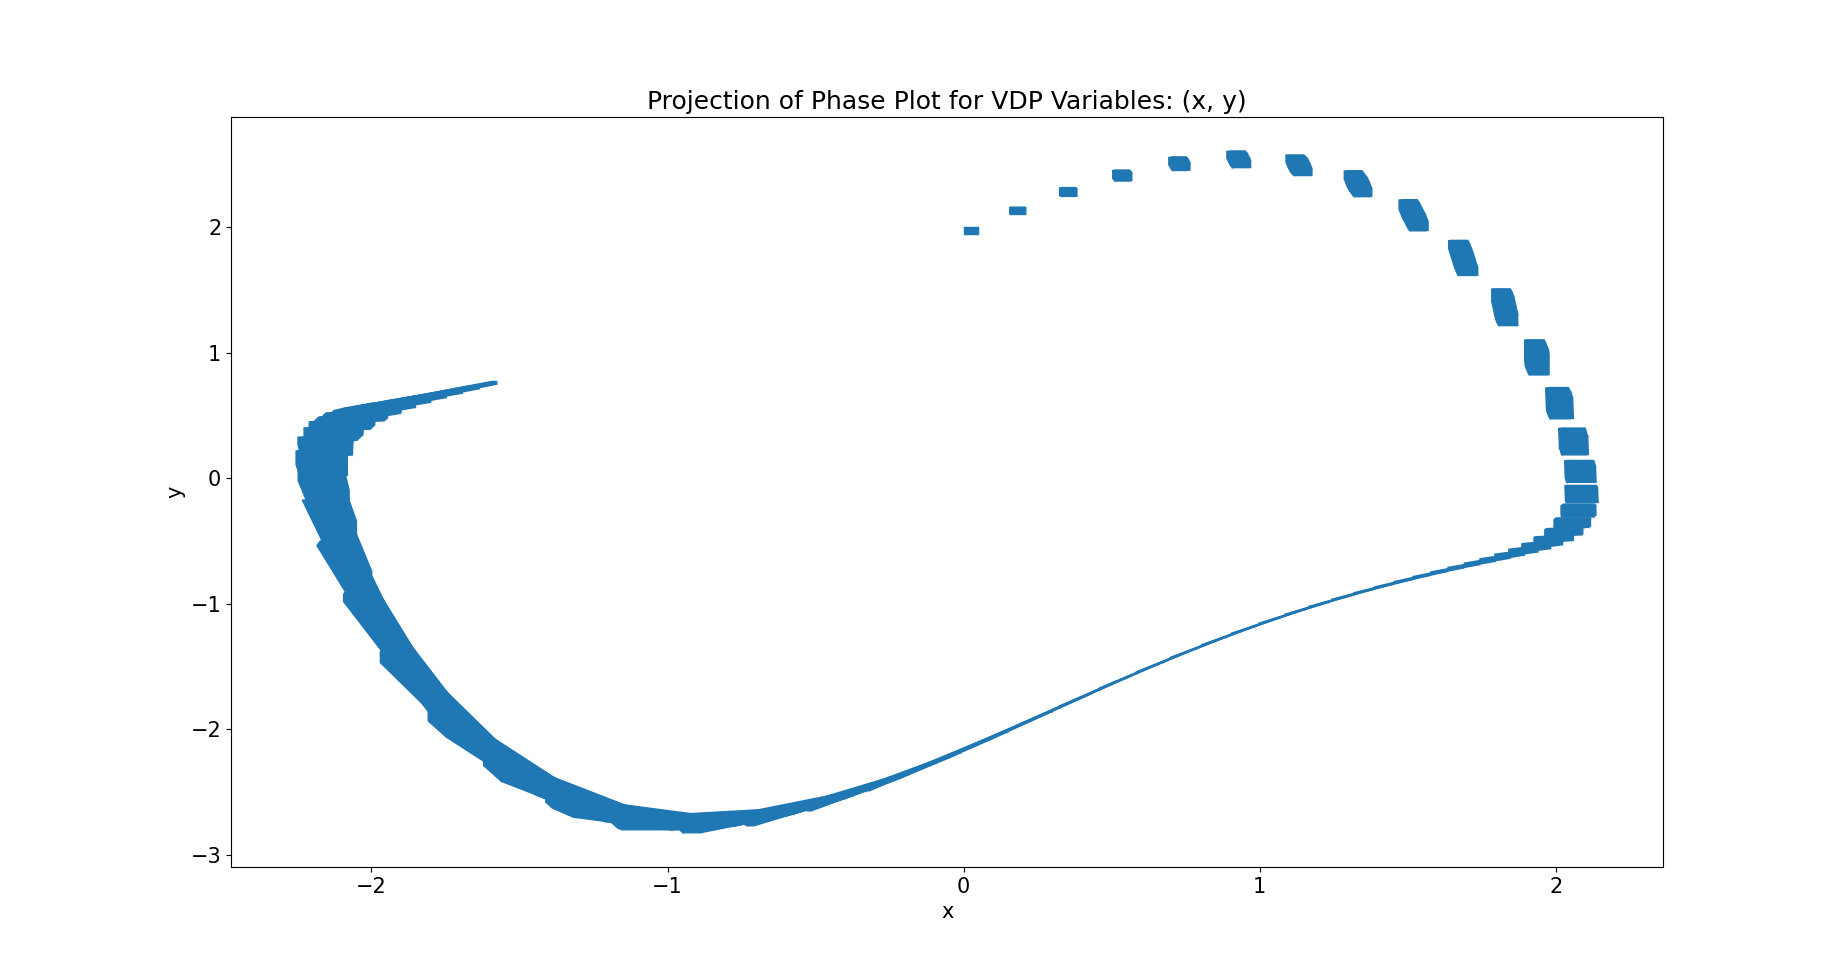 Projection of Phase Plot for VDP Variables: (x, y)
2
1
0
−1
−2
−3
y
−2 −1 0 1 2
x